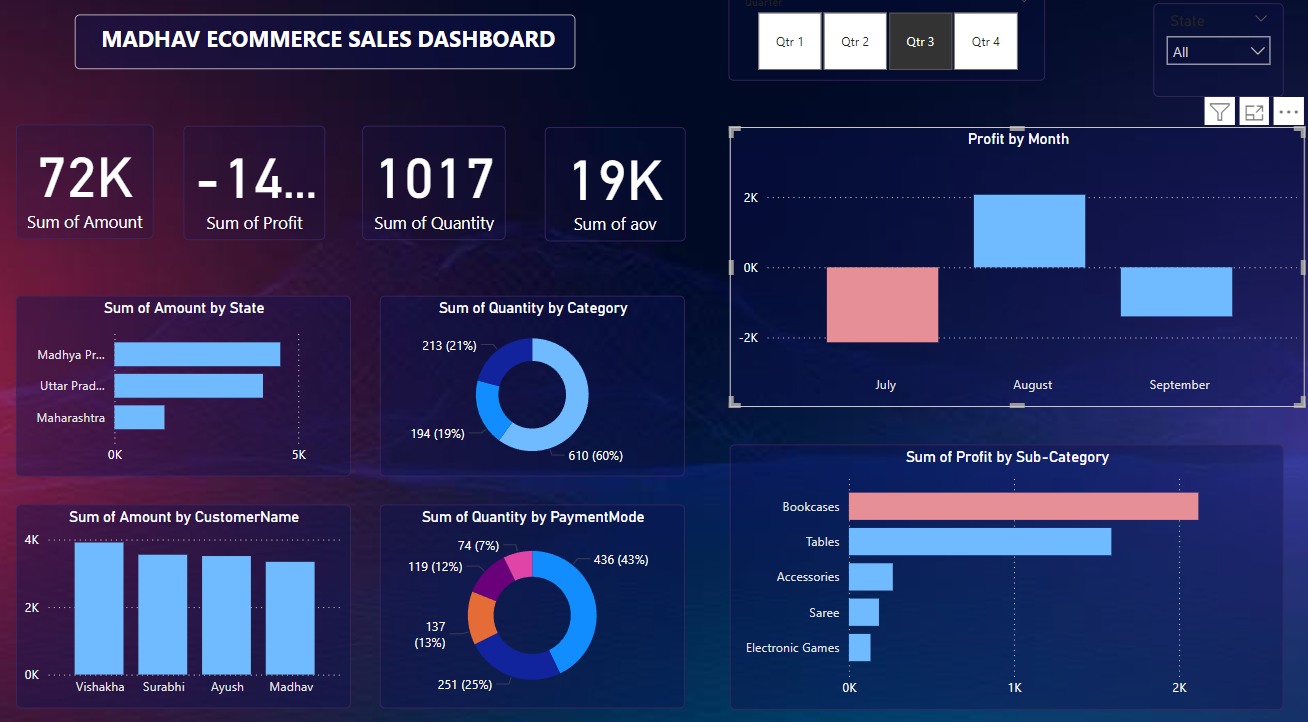 Quarter
MADHAV ECOMMERCE SALES DASHBOARD
Qtr 1
Qtr 2
Qtr 3
Qtr 4
State
All
72K
Sum of Amount
-14...
Sum of Profit
1017
Sum of Quantity
19K
Sum of aov
Profit by Month
2K
0K
-2K
July
August
September
Sum of Amount by State
Madhya Pr...
Uttar Prad...
Maharashtra
0K
5K
Sum of Quantity by Category
213 (21%)
194 (19%)
610 (60%)
Sum of Profit by Sub-Category
Bookcases
Tables
Accessories
Saree
Electronic Games
0K
1K
2K
Sum of Amount by CustomerName
4K
2K
0K
Vishakha
Surabhi
Ayush
Madhav
Sum of Quantity by PaymentMode
74 (7%)
436 (43%)
119 (12%)
137
(13%)
251 (25%)